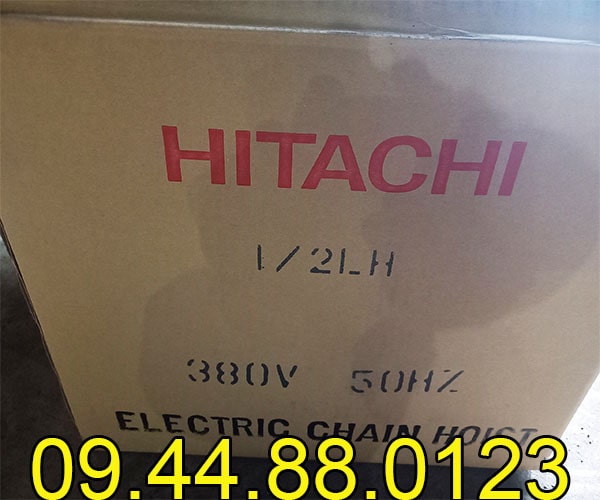 HITACHI
1/2LH
380V 50HZ
ELECTRIC CHAIN HOIST
09.44.88.0123